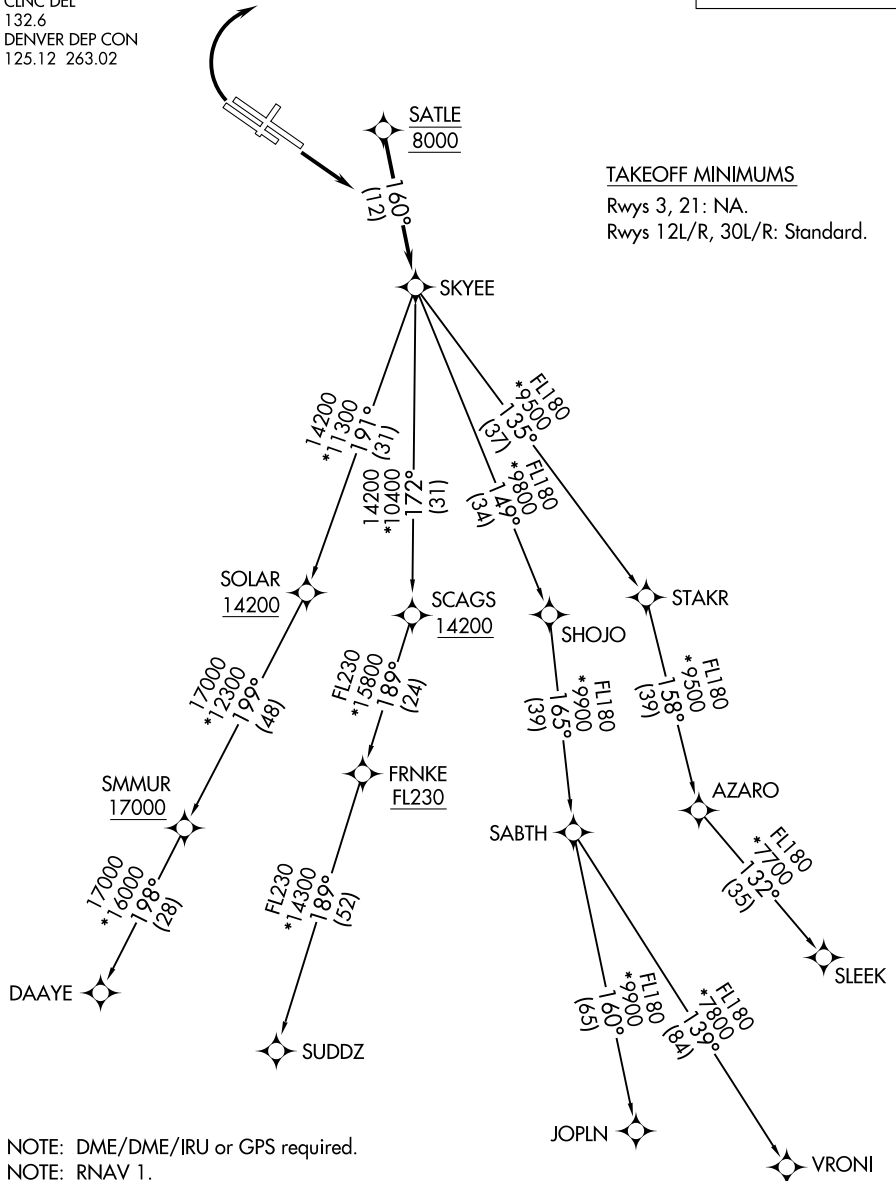 CLNC DEL
132.6
DENVER DEP CON
125.12 263.02
SATLE
8000
160°
(12)
TAKEOFF MINIMUMS
Rwys 3, 21: NA.
Rwys 12L/R, 30L/R: Standard.
SKYEE
14200
*11300
191°
(31)
14200
*10400
172°
(31)
FL180
*9800
149°
(34)
FL180
*9500
135°
(37)
SOLAR
14200
SCAGS
14200
SHOJO
STAKR
17000
*12300
199°
(48)
FL230
*15800
189°
(24)
FL180
*9900
165°
(39)
FL180
*9500
158°
(39)
SMMUR
17000
FRNKE
FL230
SABTH
AZARO
17000
*16000
198°
(28)
FL230
*14300
189°
(52)
FL180
*9900
160°
(65)
FL180
*7800
139°
(84)
FL180
*7700
132°
(35)
DAAYE
SUDDZ
SLEEK
JOPLN
VRONI
NOTE: DME/DME/IRU or GPS required.
NOTE: RNAV 1.